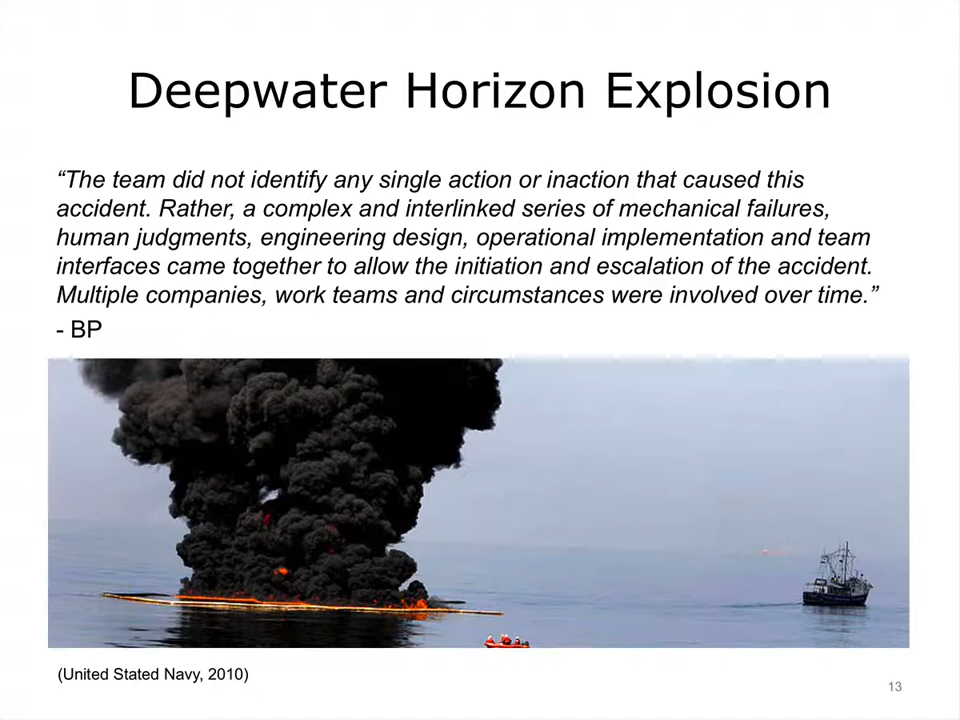 Deepwater Horizon Explosion
“The team did not identify any single action or inaction that caused this
accident. Rather, a complex and interlinked series of mechanical failures,
human judgments, engineering design, operational implementation and team
interfaces came together to allow the initiation and escalation of the accident.
Multiple companies, work teams and circumstances were involved over time.”
- BP
(United Stated Navy, 2010)
13